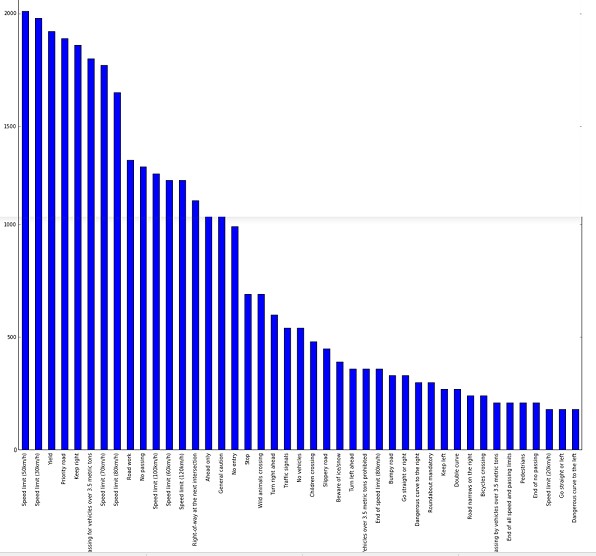 2000
1500
1000
500
0
Speed limit (50km/h)
Speed limit (30km/h)
Yield
Priority road
Keep right
assing for vehicles over 3.5 metric tons
Speed limit (70km/h)
Speed limit (80km/h)
Road work
No passing
Speed limit (100km/h)
Speed limit (60km/h)
Speed limit (120km/h)
Right-of-way at the next intersection
Ahead only
General caution
No entry
Stop
Wild animals crossing
Turn right ahead
Traffic signals
No vehicles
Children crossing
Slippery road
Beware of ice/snow
Turn left ahead
ehicles over 3.5 metric tons prohibited
End of speed limit (80km/h)
Bumpy road
Go straight or right
Dangerous curve to the right
Roundabout mandatory
Keep left
Double curve
Road narrows on the right
Bicycles crossing
assing by vehicles over 3.5 metric tons
End of all speed and passing limits
Pedestrians
End of no passing
Speed limit (20km/h)
Go straight or left
Dangerous curve to the left